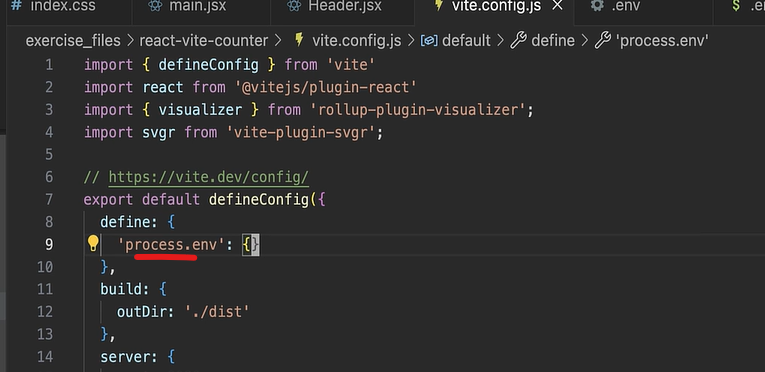 # index.css main.jsx Header.jsx vite.config.js .env $
exercise_files > react-vite-counter > vite.config.js > default > define > 'process.env'
1 import { defineConfig } from 'vite'
2 import react from '@vitejs/plugin-react'
3 import { visualizer } from 'rollup-plugin-visualizer';
4 import svgr from 'vite-plugin-svgr';
5
6 // https://vite.dev/config/
7 export default defineConfig({
8 define: {
9 'process.env': {}
10 },
11 build: {
12 outDir: './dist'
13 },
14 server: {